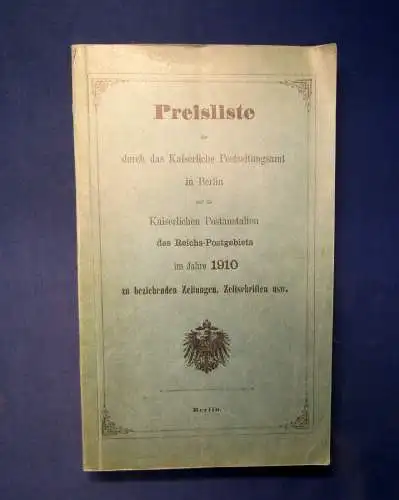 Preisliste
der
durch das Kaiserliche Postzeitungsamt
in Berlin
und die
Kaiserlichen Postanstalten
des Reichs-Postgebiets
im Jahre 1910
zu beziehenden Zeitungen, Zeitschriften usw.
Berlin.